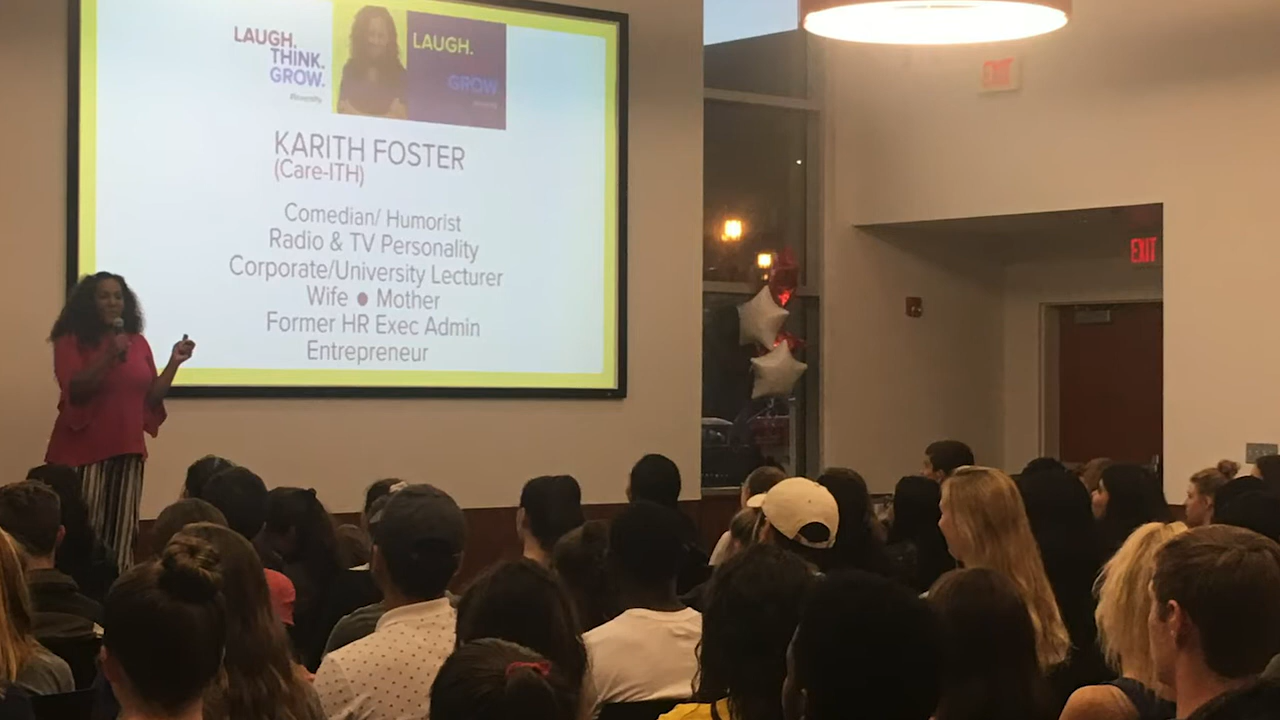 LAUGH.
THINK.
GROW.
LAUGH.
GROW
KARITH FOSTER
(Care-ITH)
Comedian/ Humorist
Radio & TV Personality
Corporate/University Lecturer
Wife ● Mother
Former HR Exec Admin
Entrepreneur
EXIT
EXIT